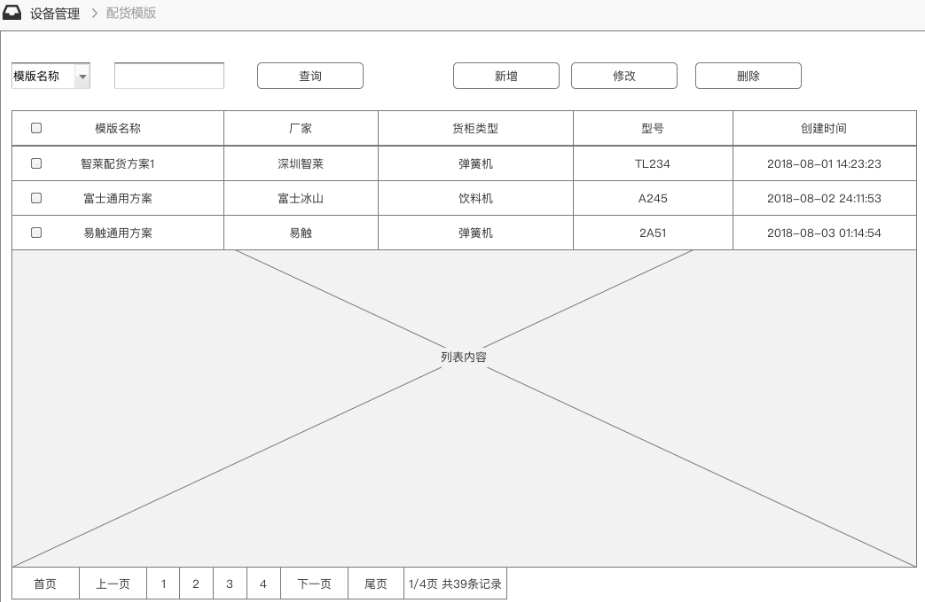 设备管理 > 配货模版
模版名称 查询 新增 修改 删除
模版名称 厂家 货柜类型 型号 创建时间
智莱配货方案1 深圳智莱 弹簧机 TL234 2018-08-01 14:23:23
富士通用方案 富士冰山 饮料机 A245 2018-08-02 24:11:53
易触通用方案 易触 弹簧机 2A51 2018-08-03 01:14:54
列表内容
首页 上一页 1 2 3 4 下一页 尾页 1/4页 共39条记录